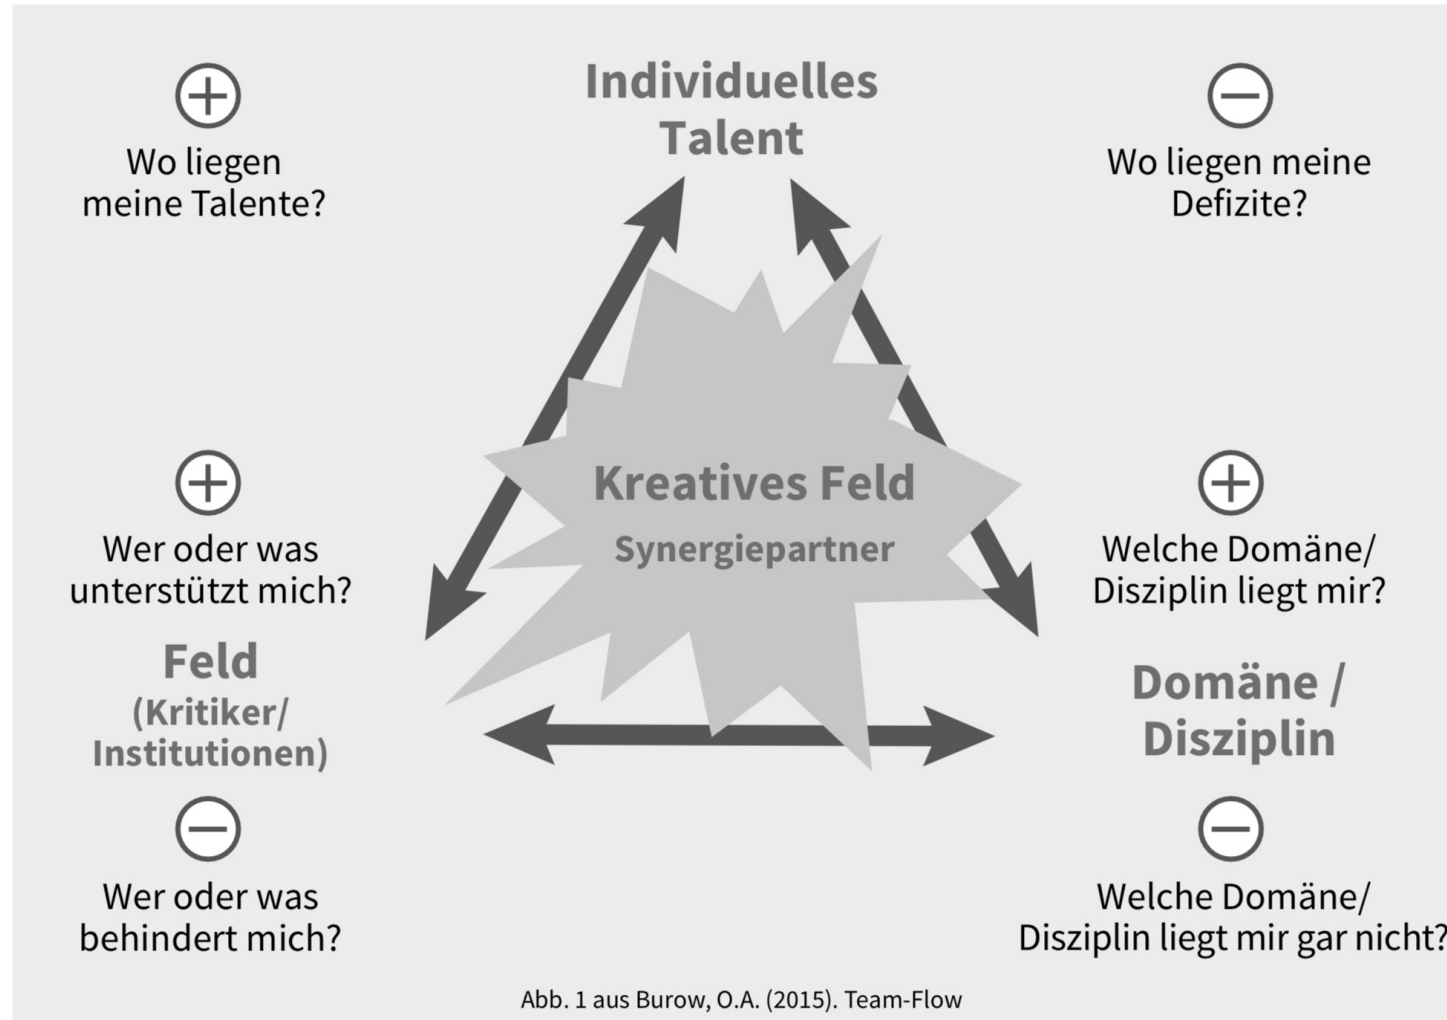 Individuelles
Talent
+
Wo liegen
meine Talente?
−
Wo liegen meine
Defizite?
Kreatives Feld
Synergiepartner
+
Wer oder was
unterstützt mich?
Feld
(Kritiker/
Institutionen)
−
Wer oder was
behindert mich?
+
Welche Domäne/
Disziplin liegt mir?
Domäne /
Disziplin
−
Welche Domäne/
Disziplin liegt mir gar nicht?
Abb. 1 aus Burow, O.A. (2015). Team-Flow